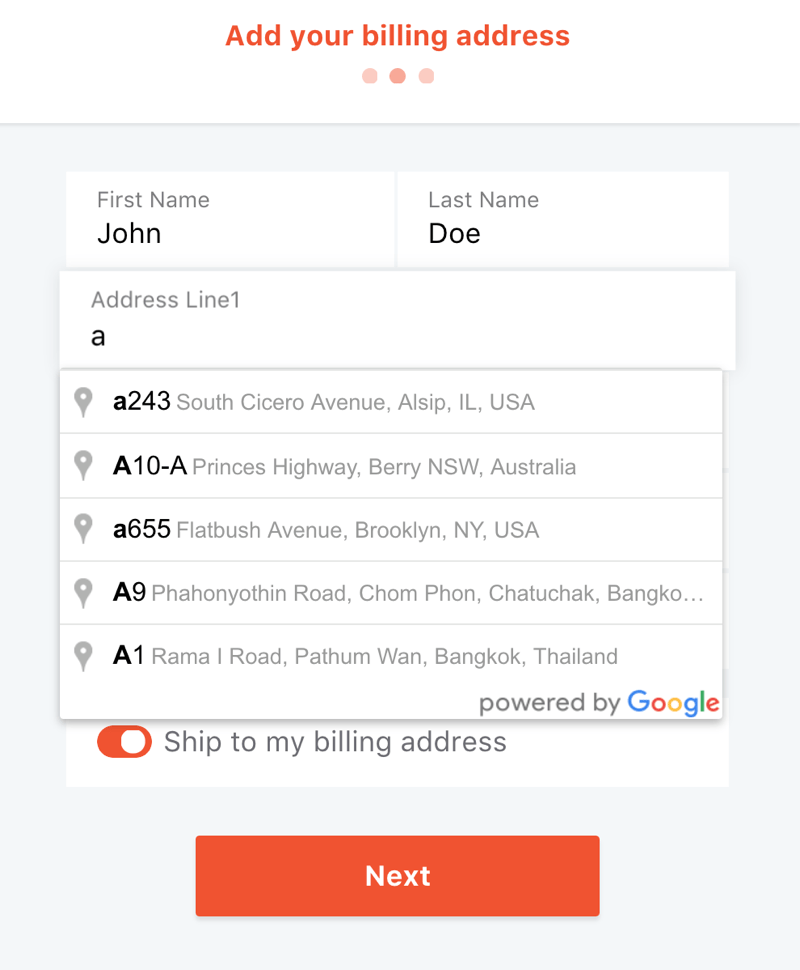 Add your billing address
First Name
Last Name
John
Doe
Address Line1
a
a243 South Cicero Avenue, Alsip, IL, USA
A10-A Princes Highway, Berry NSW, Australia
a655 Flatbush Avenue, Brooklyn, NY, USA
A9 Phahonyothin Road, Chom Phon, Chatuchak, Bangko…
A1 Rama I Road, Pathum Wan, Bangkok, Thailand
powered by Google
Ship to my billing address
Next